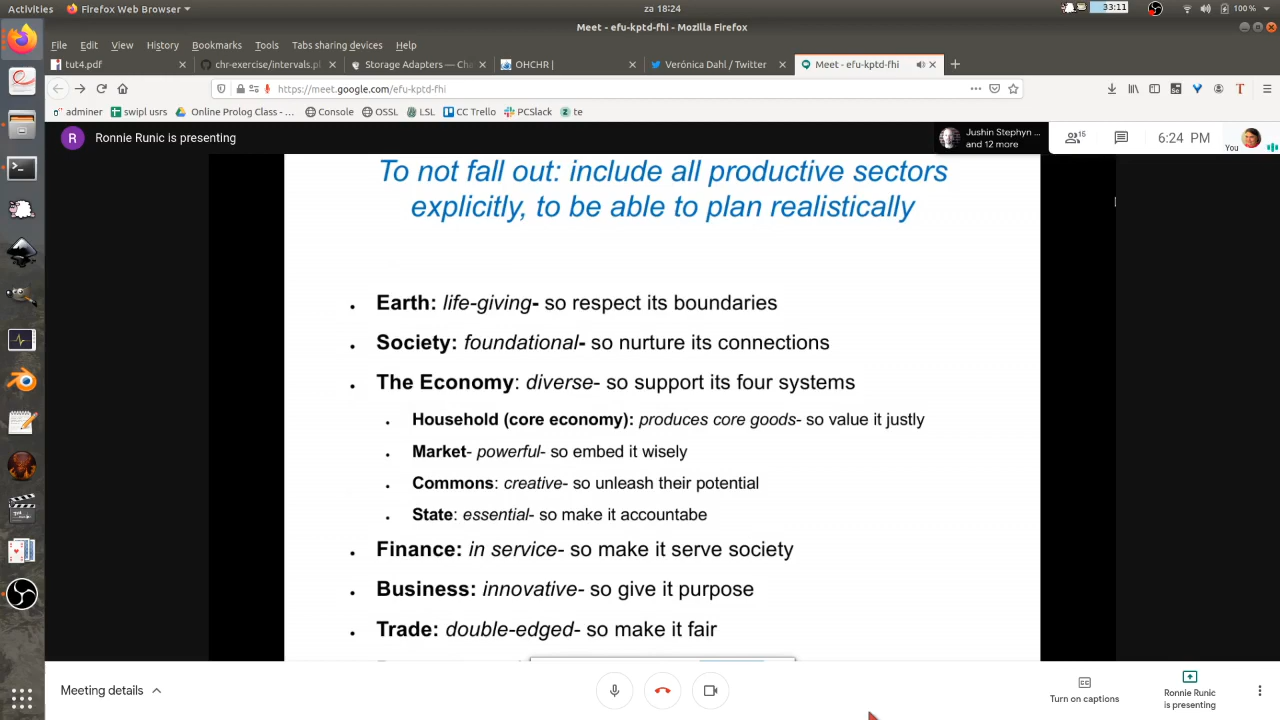 Activities Firefox Web Browser za 18:24 33:11 100 %
Meet - efu-kptd-fhi - Mozilla Firefox
File Edit View History Bookmarks Tools Tabs sharing devices Help
tut4.pdf chr-exercise/intervals.pl Storage Adapters — Cha OHCHR | Verónica Dahl / Twitter Meet - efu-kptd-fhi
https://meet.google.com/efu-kptd-fhi
adminer swipl usrs Online Prolog Class -... Console OSSL LSL CC Trello PCSlack te
R Ronnie Runic is presenting
Jushin Stephyn ...
and 12 more
16
6:24 PM
You
To not fall out: include all productive sectors
explicitly, to be able to plan realistically
• Earth: life-giving- so respect its boundaries
• Society: foundational- so nurture its connections
• The Economy: diverse- so support its four systems
• Household (core economy): produces core goods- so value it justly
• Market- powerful- so embed it wisely
• Commons: creative- so unleash their potential
• State: essential- so make it accountabe
• Finance: in service- so make it serve society
• Business: innovative- so give it purpose
• Trade: double-edged- so make it fair
Meeting details
Turn on captions
Ronnie Runic
is presenting